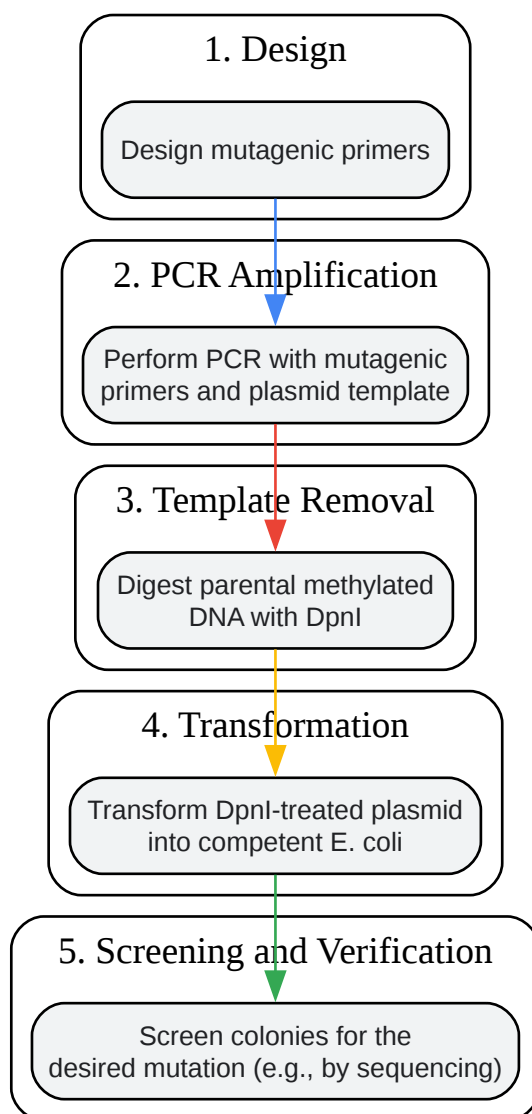 1. Design
Design mutagenic primers
2. PCR Amplification
Perform PCR with mutagenic
primers and plasmid template
3. Template Removal
Digest parental methylated
DNA with DpnI
4. Transformation
Transform DpnI-treated plasmid
into competent E. coli
5. Screening and Verification
Screen colonies for the
desired mutation (e.g., by sequencing)